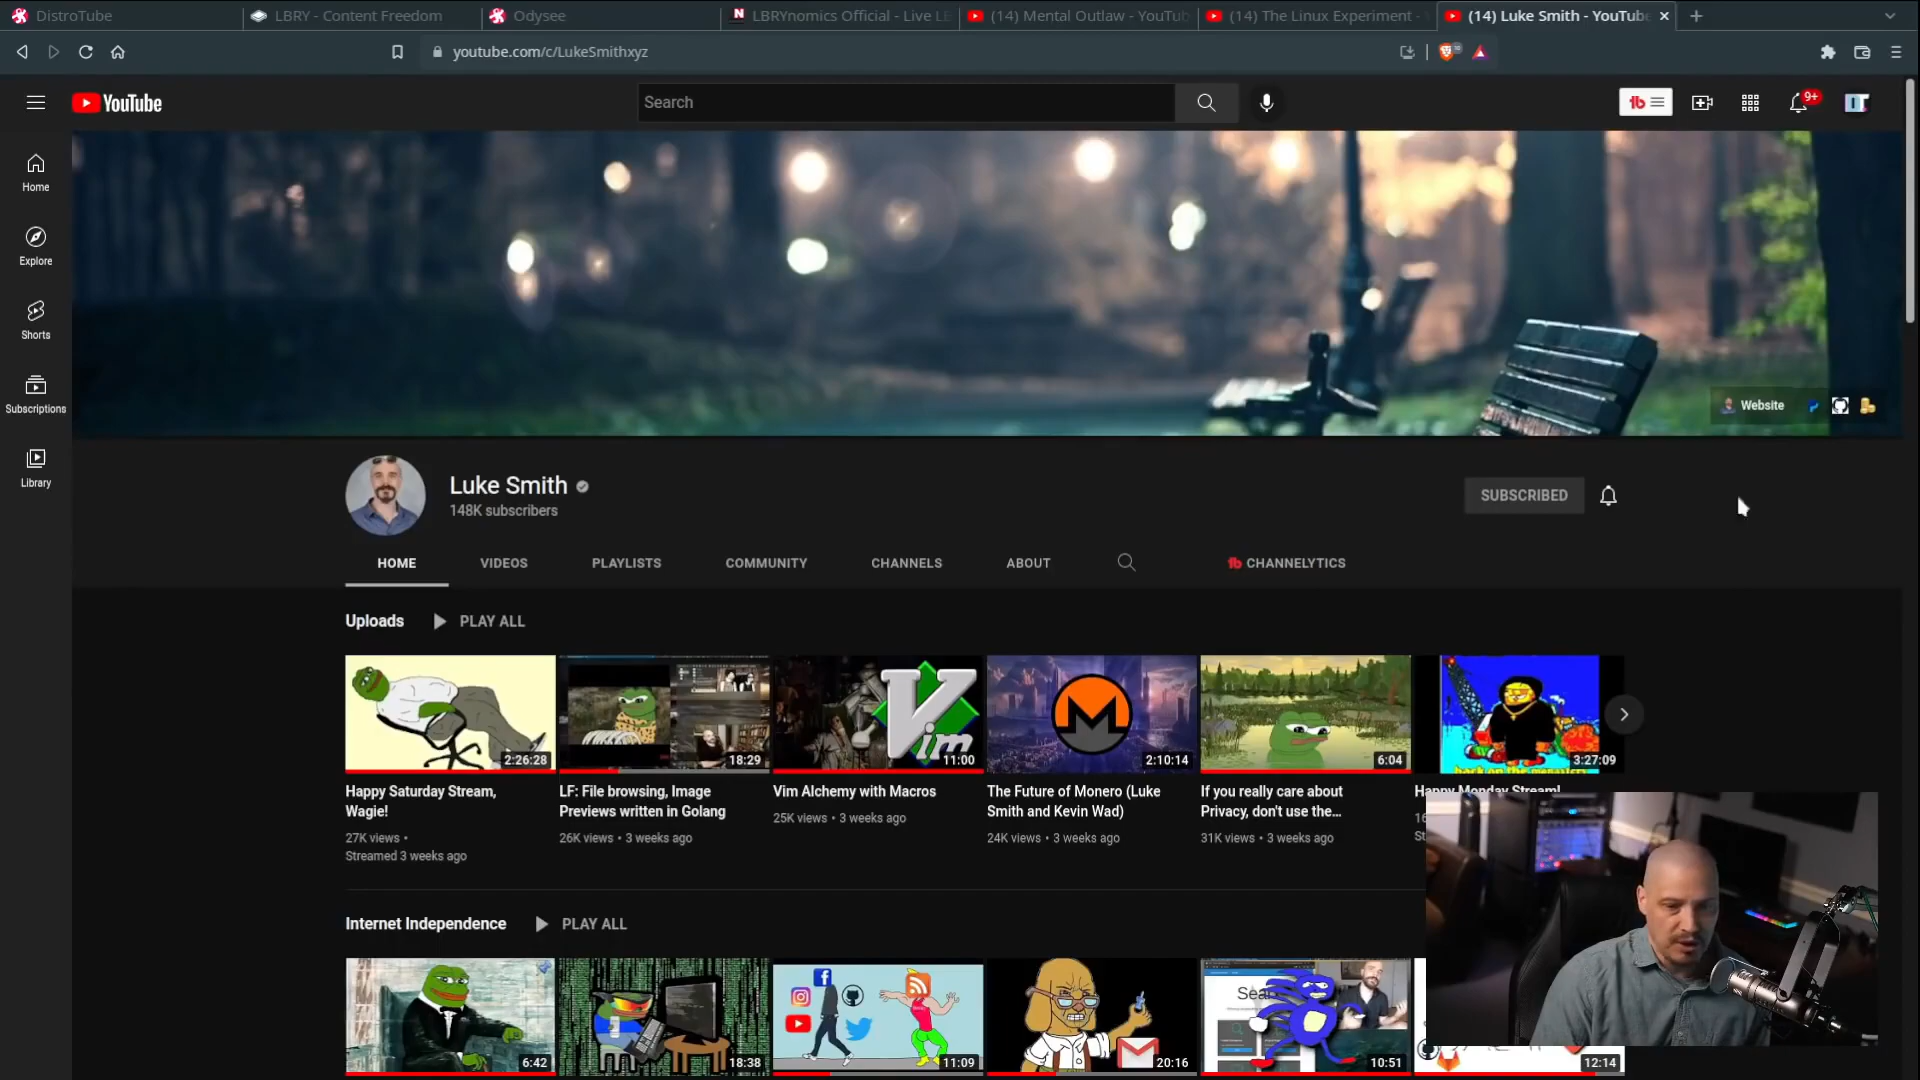 DistroTube
LBRY - Content Freedom
Odysee
LBRYnomics Official - Live LE
(14) Mental Outlaw - YouTub
(14) The Linux Experiment -
(14) Luke Smith - YouTube
youtube.com/c/LukeSmithxyz
YouTube
Search
9+
Home
Explore
Shorts
Subscriptions
Library
Website
Luke Smith
148K subscribers
SUBSCRIBED
HOME
VIDEOS
PLAYLISTS
COMMUNITY
CHANNELS
ABOUT
tb CHANNELYTICS
Uploads
PLAY ALL
2:26:28
18:29
Vim
11:00
2:10:14
6:04
3:27:09
Happy Saturday Stream,
Wagie!
27K views •
Streamed 3 weeks ago
LF: File browsing, Image
Previews written in Golang
26K views • 3 weeks ago
Vim Alchemy with Macros
25K views • 3 weeks ago
The Future of Monero (Luke
Smith and Kevin Wad)
24K views • 3 weeks ago
If you really care about
Privacy, don't use the...
31K views • 3 weeks ago
Happy Monday Stream!
Internet Independence
PLAY ALL
6:42
18:38
11:09
20:16
10:51
12:14